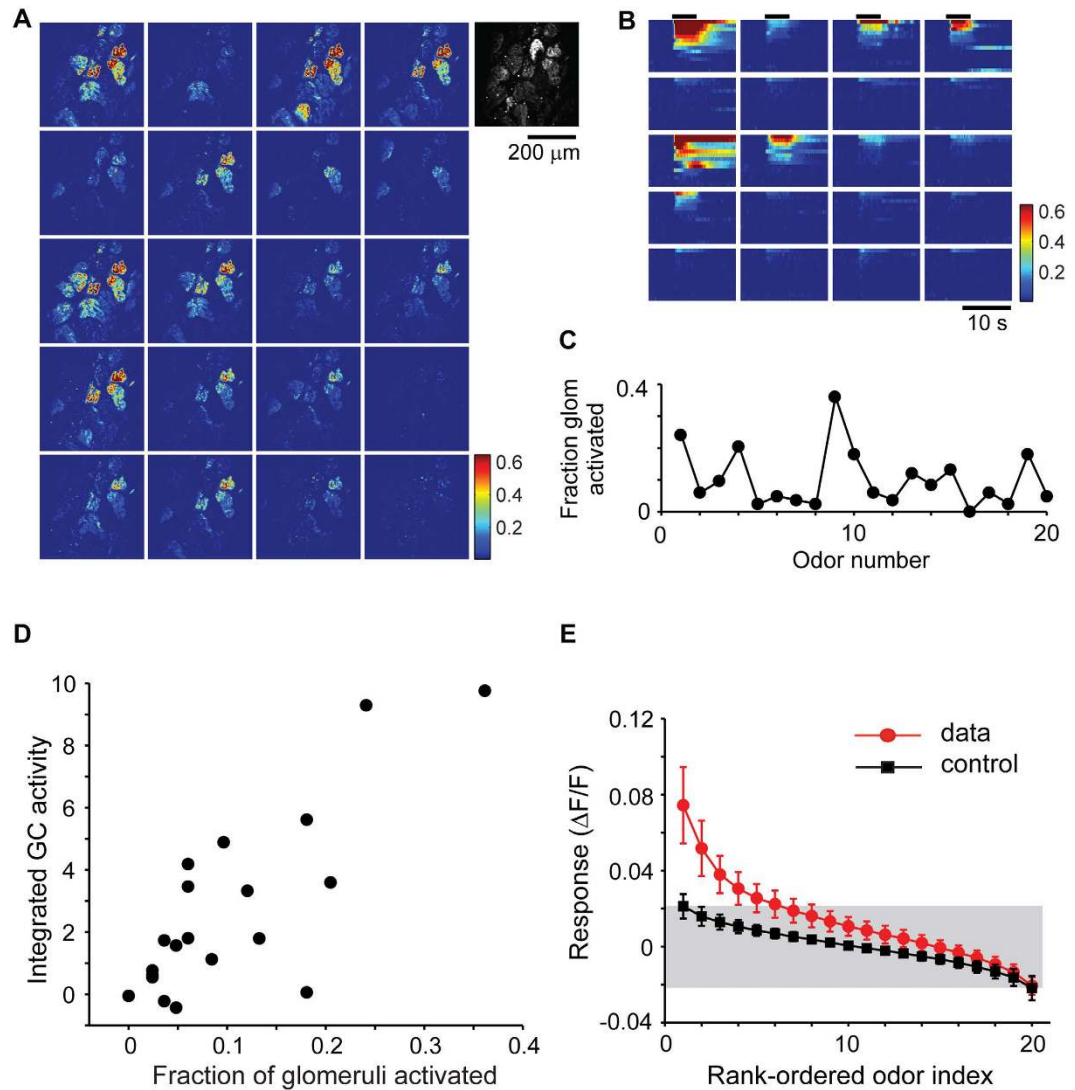 A
200 μm
0.6
0.4
0.2
B
0.6
0.4
0.2
10 s
C
Fraction glom
activated
0.4
0
0
10
20
Odor number
D
Integrated GC activity
10
8
6
4
2
0
0
0.1
0.2
0.3
0.4
Fraction of glomeruli activated
E
Response (ΔF/F)
0.12
0.08
0.04
0
-0.04
data
control
0
10
20
Rank-ordered odor index